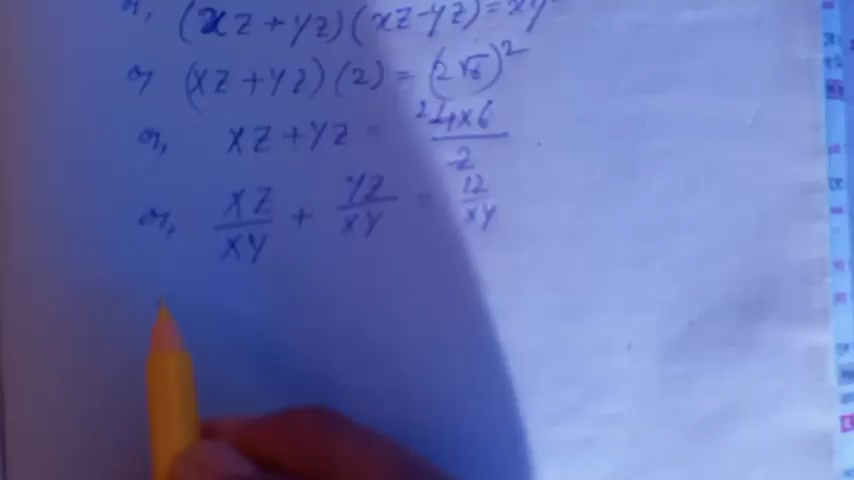 or, (XZ + YZ) (XZ - YZ) = XY²
or (XZ + YZ) (2) = (2√6)²
or, XZ + YZ = ²4×6/2
or, XZ/XY + YZ/XY = 12/XY